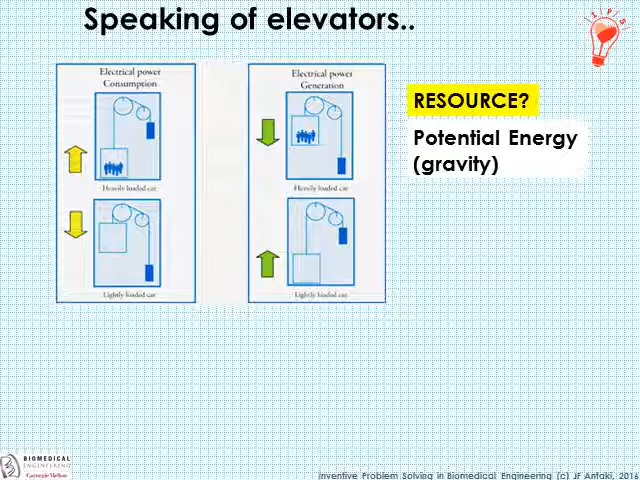 Speaking of elevators..
I P S
Electrical power
Consumption
Heavily loaded car
Lightly loaded car
Electrical power
Generation
Heavily loaded car
Lightly loaded car
RESOURCE?
Potential Energy
(gravity)
BIOMEDICAL
ENGINEERING
Carnegie Mellon
Inventive Problem Solving in Biomedical Engineering (c) JF Antaki, 2016